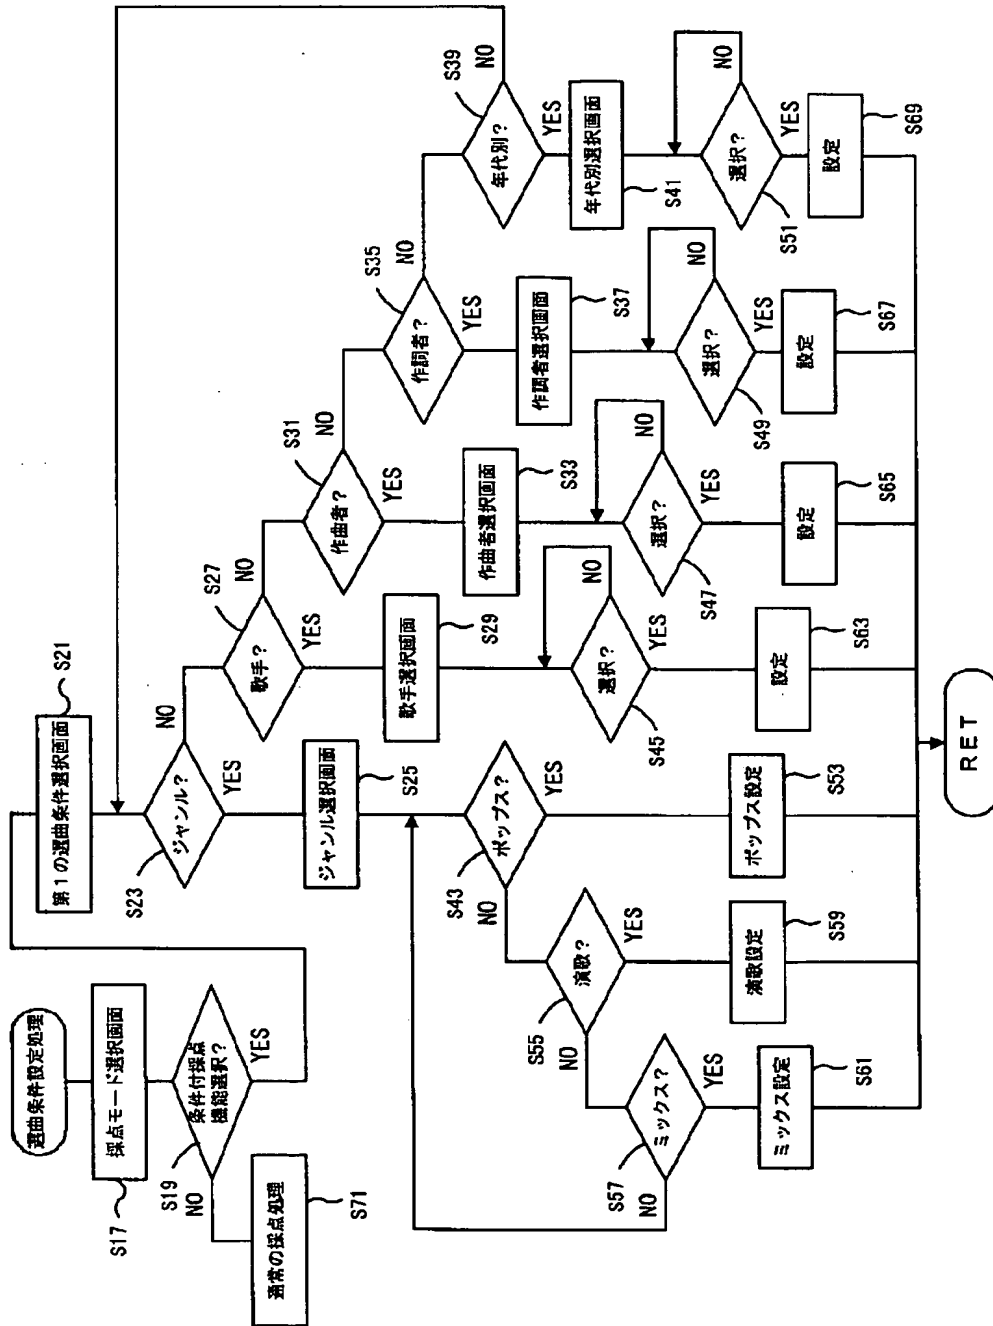 選曲条件設定処理
採点モード選択画面
S17
条件付採点
機能選択?
S19
YES
NO
通常の採点処理
S71
第1の選曲条件選択画面
S21
ジャンル?
S23
NO
YES
ジャンル選択画面
S25
歌手?
S27
NO
YES
歌手選択画面
S29
作曲者?
S31
NO
YES
作曲者選択画面
S33
作詞者?
S35
NO
YES
作詞者選択画面
S37
年代別?
S39
NO
YES
年代別選択画面
S41
ポップス?
S43
NO
YES
ポップス設定
S53
演歌?
S55
NO
YES
演歌設定
S59
ミックス?
S57
NO
YES
ミックス設定
S61
選択?
S45
NO
YES
設定
S63
選択?
S47
NO
YES
設定
S65
選択?
S49
NO
YES
設定
S67
選択?
S51
NO
YES
設定
S69
RET